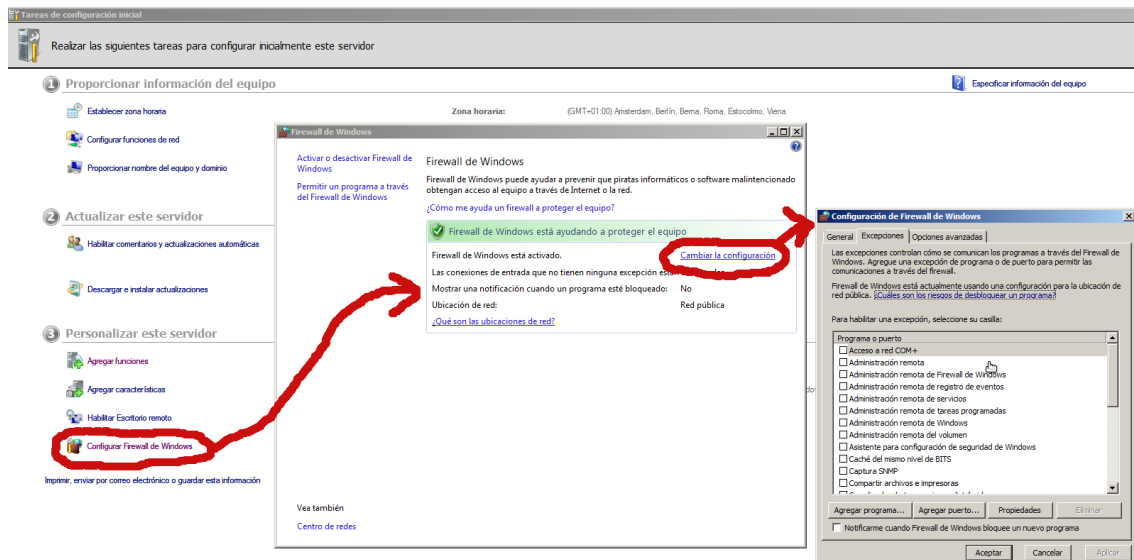 Tareas de configuración inicial
Realizar las siguientes tareas para configurar inicialmente este servidor
1 Proporcionar información del equipo
Especificar información del equipo
Establecer zona horaria
Zona horaria: (GMT+01:00) Amsterdam, Berlín, Berna, Roma, Estocolmo, Viena
Configurar funciones de red
Proporcionar nombre del equipo y dominio
2 Actualizar este servidor
Habilitar comentarios y actualizaciones automáticas
Descargar e instalar actualizaciones
3 Personalizar este servidor
Agregar funciones
Agregar características
Habilitar Escritorio remoto
Configurar Firewall de Windows
Imprimir, enviar por correo electrónico o guardar esta información
Firewall de Windows
Activar o desactivar Firewall de
Windows
Permitir un programa a través
del Firewall de Windows
Vea también
Centro de redes
Firewall de Windows
Firewall de Windows puede ayudar a prevenir que piratas informáticos o software malintencionado
obtengan acceso al equipo a través de Internet o la red.
¿Cómo me ayuda un firewall a proteger el equipo?
Firewall de Windows está ayudando a proteger el equipo
Firewall de Windows está activado.
Cambiar la configuración
Las conexiones de entrada que no tienen ninguna excepción están
Mostrar una notificación cuando un programa esté bloqueado: No
Ubicación de red: Red pública
¿Qué son las ubicaciones de red?
Configuración de Firewall de Windows
General Excepciones Opciones avanzadas
Las excepciones controlan cómo se comunican los programas a través del Firewall de
Windows. Agregue una excepción de programa o de puerto para permitir las
comunicaciones a través del firewall.
Firewall de Windows está actualmente usando una configuración para la ubicación de
red pública. ¿Cuáles son los riesgos de desbloquear un programa?
Para habilitar una excepción, seleccione su casilla:
Programa o puerto
Acceso a red COM+
Administración remota
Administración remota de Firewall de Windows
Administración remota de registro de eventos
Administración remota de servicios
Administración remota de tareas programadas
Administración remota de Windows
Administración remota del volumen
Asistente para configuración de seguridad de Windows
Caché del mismo nivel de BITS
Captura SNMP
Compartir archivos e impresoras
Agregar programa... Agregar puerto... Propiedades Eliminar
Notificarme cuando Firewall de Windows bloquee un nuevo programa
Aceptar Cancelar Aplicar